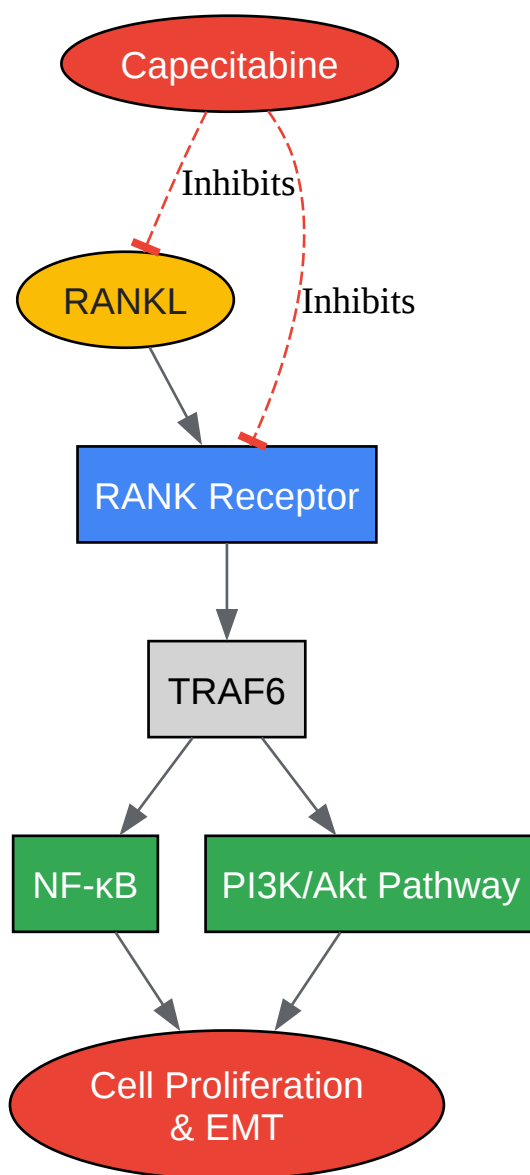 Capecitabine
Inhibits
RANKL
Inhibits
RANK Receptor
TRAF6
NF-κB
PI3K/Akt Pathway
Cell Proliferation
& EMT